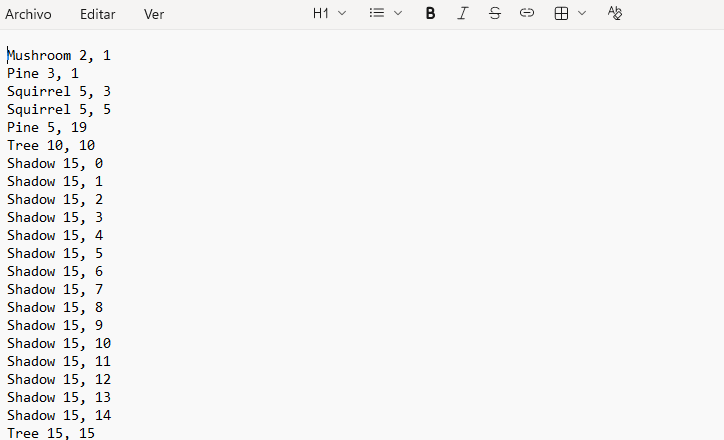 Archivo Editar Ver H1 B I S
Mushroom 2, 1
Pine 3, 1
Squirrel 5, 3
Squirrel 5, 5
Pine 5, 19
Tree 10, 10
Shadow 15, 0
Shadow 15, 1
Shadow 15, 2
Shadow 15, 3
Shadow 15, 4
Shadow 15, 5
Shadow 15, 6
Shadow 15, 7
Shadow 15, 8
Shadow 15, 9
Shadow 15, 10
Shadow 15, 11
Shadow 15, 12
Shadow 15, 13
Shadow 15, 14
Tree 15, 15